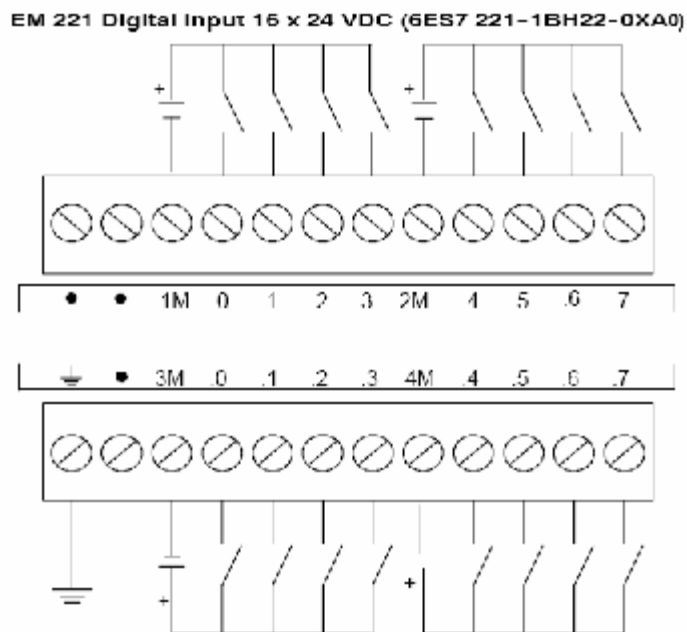 EM 221 Digital Input 16 x 24 VDC (6ES7 221-1BH22-0XA0)
+ +
1M 0 1 2 3 2M 4 5 .6 7
3M .0 .1 .2 .3 4M .4 .5 .6 .7
+ +